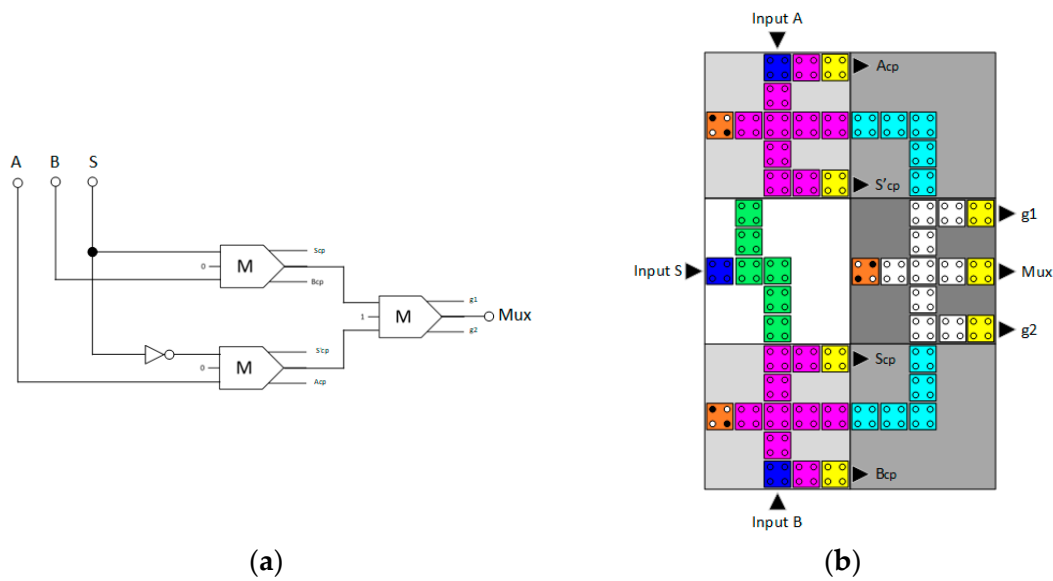 A B S
Scp
M
0
Bcp
g1
M
1
Mux
g2
S'cp
M
0
Acp
(a)
Input A
Acp
S'cp
g1
Input S
Mux
g2
Scp
Bcp
Input B
(b)